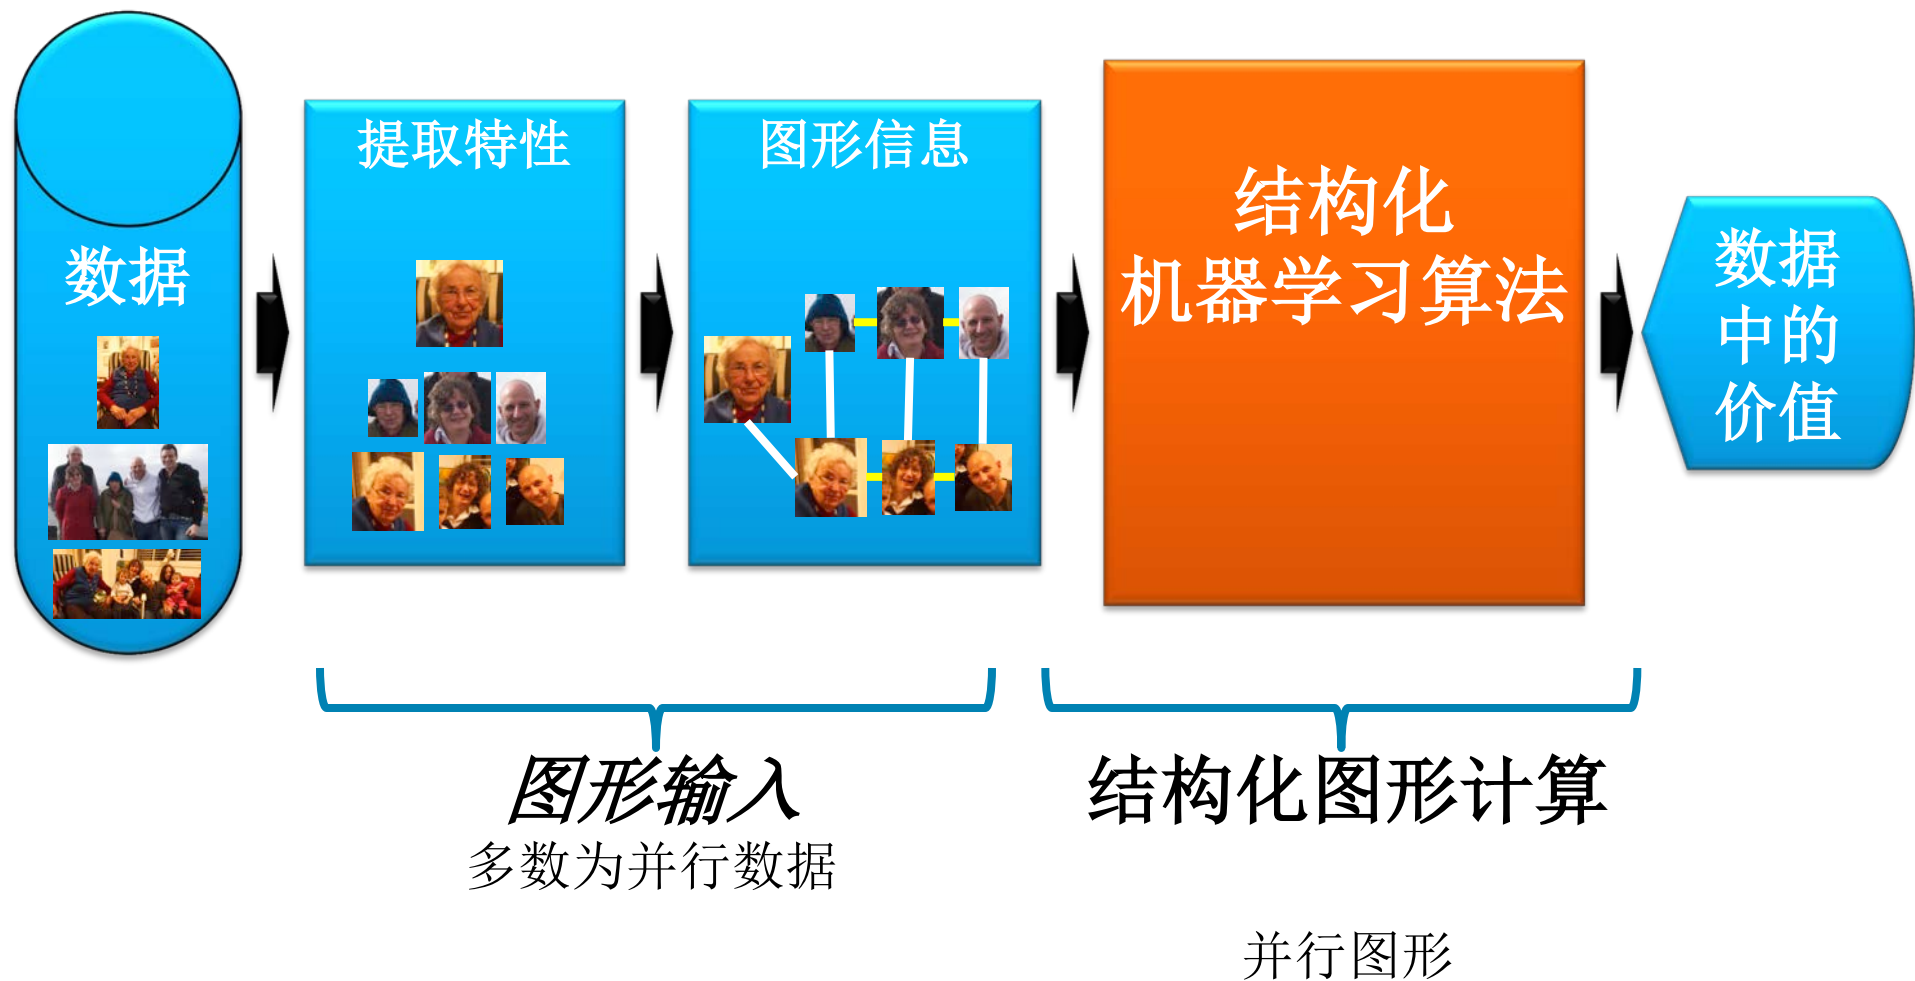 数据
提取特性
图形信息
结构化
机器学习算法
数据
中的
价值
图形输入
多数为并行数据
结构化图形计算
并行图形